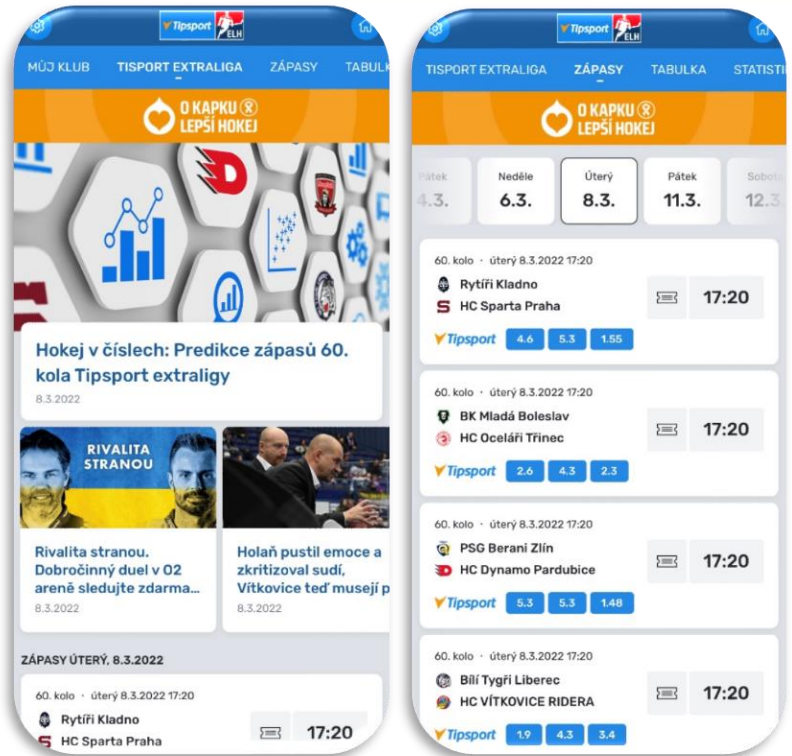 Tipsport
ELH
MŮJ KLUB TISPORT EXTRALIGA ZÁPASY TABULK
O KAPKU
LEPŠÍ HOKEJ
Hokej v číslech: Predikce zápasů 60.
kola Tipsport extraligy
8.3.2022
RIVALITA
STRANOU
Rivalita stranou.
Dobročinný duel v O2
areně sledujte zdarma...
8.3.2022
Holaň pustil emoce a
zkritizoval sudí,
Vítkovice teď musejí p
8.3.2022
ZÁPASY ÚTERÝ, 8.3.2022
60. kolo · úterý 8.3.2022 17:20
Rytíři Kladno
HC Sparta Praha
17:20
Tipsport
ELH
TISPORT EXTRALIGA ZÁPASY TABULKA STATISTI
O KAPKU
LEPŠÍ HOKEJ
Pátek Neděle Úterý Pátek Sobota
4.3. 6.3. 8.3. 11.3. 12.3
60. kolo · úterý 8.3.2022 17:20
Rytíři Kladno
HC Sparta Praha
17:20
Tipsport 4.6 5.3 1.55
60. kolo · úterý 8.3.2022 17:20
BK Mladá Boleslav
HC Oceláři Třinec
17:20
Tipsport 2.6 4.3 2.3
60. kolo · úterý 8.3.2022 17:20
PSG Berani Zlín
HC Dynamo Pardubice
17:20
Tipsport 5.3 5.3 1.48
60. kolo · úterý 8.3.2022 17:20
Bílí Tygři Liberec
HC VÍTKOVICE RIDERA
17:20
Tipsport 1.9 4.3 3.4